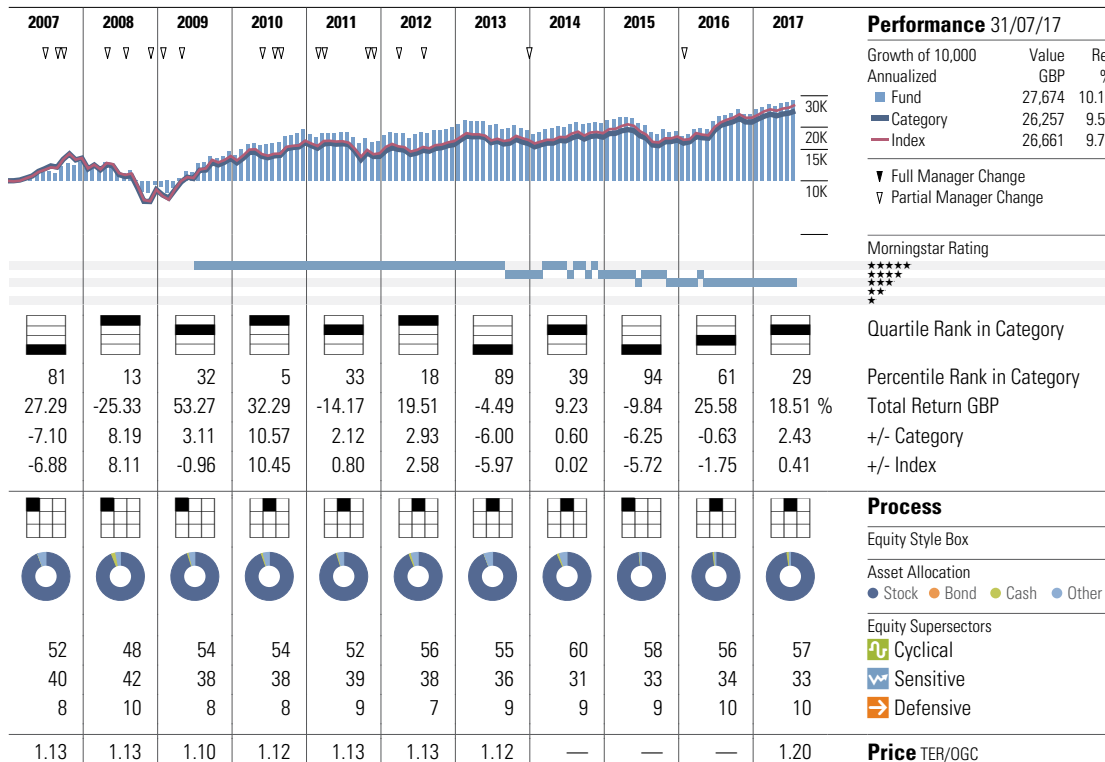 2007 2008 2009 2010 2011 2012 2013 2014 2015 2016 2017
Performance 31/07/17
Growth of 10,000 Value
Annualized GBP %
Fund 27,674 10.1
Category 26,257 9.5
Index 26,661 9.7
Full Manager Change
Partial Manager Change
30K
20K
15K
10K
Morningstar Rating
★★★★★
★★★★
★★★
★★
★
Quartile Rank in Category
81 13 32 5 33 18 89 39 94 61 29 Percentile Rank in Category
27.29 -25.33 53.27 32.29 -14.17 19.51 -4.49 9.23 -9.84 25.58 18.51 % Total Return GBP
-7.10 8.19 3.11 10.57 2.12 2.93 -6.00 0.60 -6.25 -0.63 2.43 +/- Category
-6.88 8.11 -0.96 10.45 0.80 2.58 -5.97 0.02 -5.72 -1.75 0.41 +/- Index
Process
Equity Style Box
Asset Allocation
Stock Bond Cash Other
Equity Supersectors
52 48 54 54 52 56 55 60 58 56 57 Cyclical
40 42 38 38 39 38 36 31 33 34 33 Sensitive
8 10 8 8 9 7 9 9 9 10 10 Defensive
1.13 1.13 1.10 1.12 1.13 1.13 1.12 — — — 1.20 Price TER/OGC